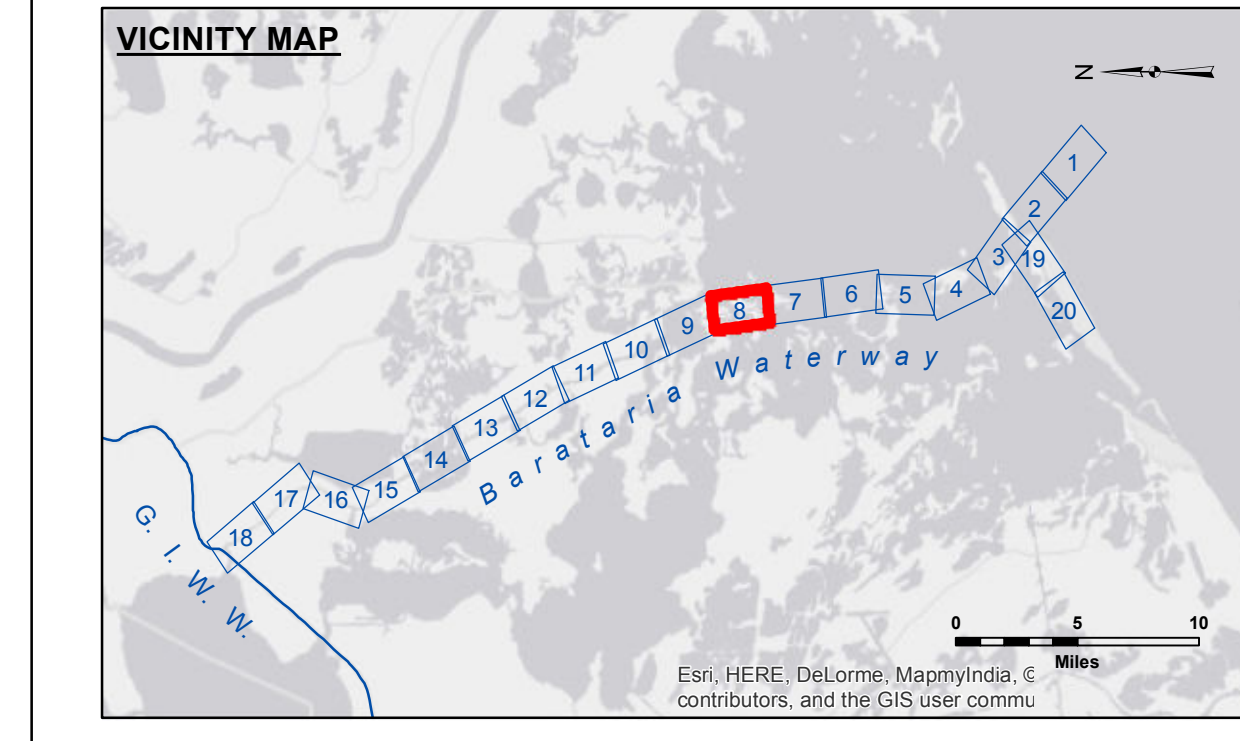 VICINITY MAP
N
1
2
3
19
4
20
5
6
7
8
9
10
11
12
13
14
15
16
17
18
Barataria Waterway
G. I. W. W.
0 5 10
Miles
Esri, HERE, DeLorme, MapmyIndia, ©
contributors, and the GIS user commu